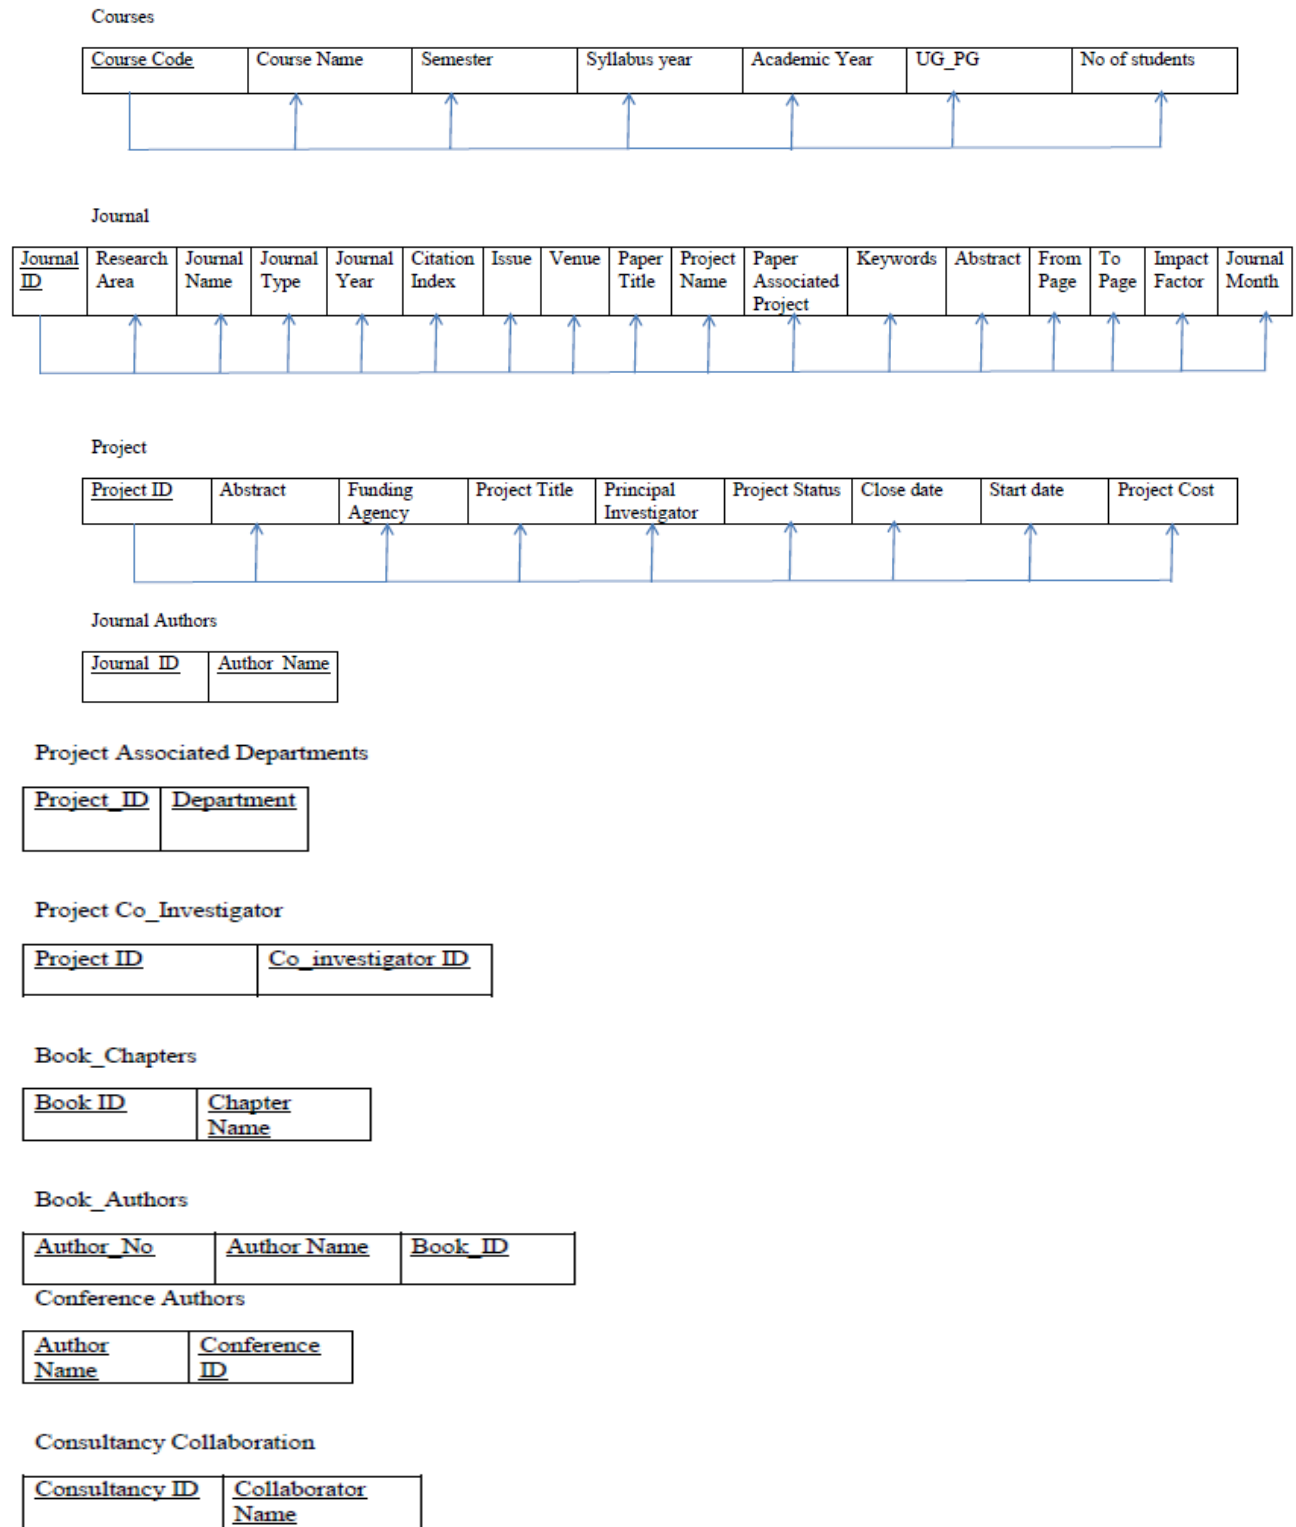 Courses
Course Code Course Name Semester Syllabus year Academic Year UG_PG No of students
Journal
Journal Research Journal Journal Journal Citation Issue Venue Paper Project Paper Keywords Abstract From To Impact Journal
ID Area Name Type Year Index Title Name Associated Page Page Factor Month
Project
Project
Project ID Abstract Funding Project Title Principal Project Status Close date Start date Project Cost
Agency Investigator
Journal Authors
Journal_ID Author_Name
Project Associated Departments
Project_ID Department
Project Co_Investigator
Project ID Co_investigator ID
Book_Chapters
Book ID Chapter
Name
Book_Authors
Author_No Author Name Book_ID
Conference Authors
Author Conference
Name ID
Consultancy Collaboration
Consultancy ID Collaborator
Name